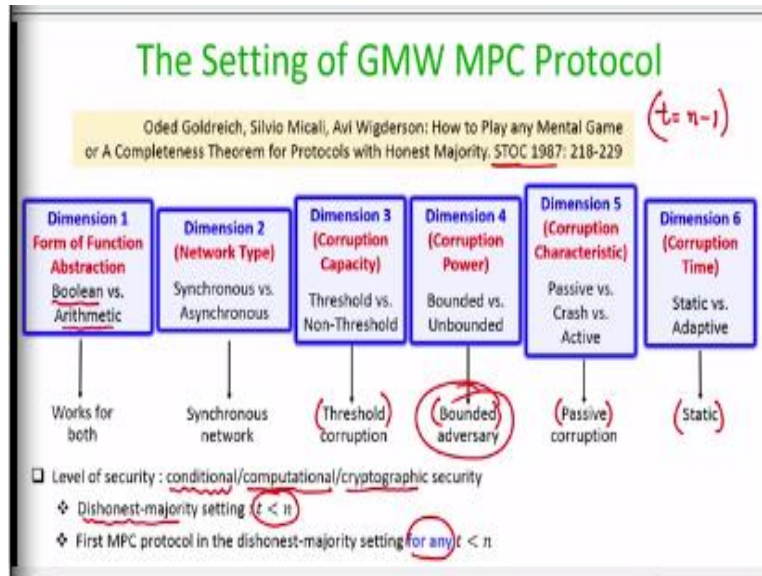 The Setting of GMW MPC Protocol
(t = n-1)
Oded Goldreich, Silvio Micali, Avi Wigderson: How to Play any Mental Game
or A Completeness Theorem for Protocols with Honest Majority. STOC 1987: 218-229
Dimension 1
Form of Function
Abstraction
Boolean vs.
Arithmetic
Works for
both
Dimension 2
(Network Type)
Synchronous vs.
Asynchronous
Synchronous
network
Dimension 3
(Corruption
Capacity)
Threshold vs.
Non-Threshold
(Threshold)
corruption
Dimension 4
(Corruption
Power)
Bounded vs.
Unbounded
(Bounded)
adversary
Dimension 5
(Corruption
Characteristic)
Passive vs.
Crash vs.
Active
(Passive)
corruption
Dimension 6
(Corruption
Time)
Static vs.
Adaptive
(Static)
❑ Level of security : conditional/computational/cryptographic security
❖ Dishonest-majority setting : t < n
❖ First MPC protocol in the dishonest-majority setting for any t < n